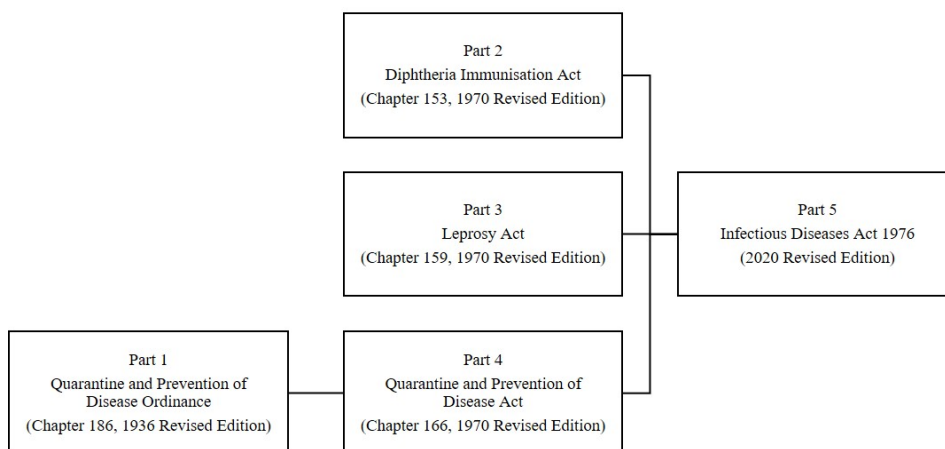 Part 2
Diphtheria Immunisation Act
(Chapter 153, 1970 Revised Edition)
Part 3
Leprosy Act
(Chapter 159, 1970 Revised Edition)
Part 5
Infectious Diseases Act 1976
(2020 Revised Edition)
Part 1
Quarantine and Prevention of
Disease Ordinance
(Chapter 186, 1936 Revised Edition)
Part 4
Quarantine and Prevention of
Disease Act
(Chapter 166, 1970 Revised Edition)